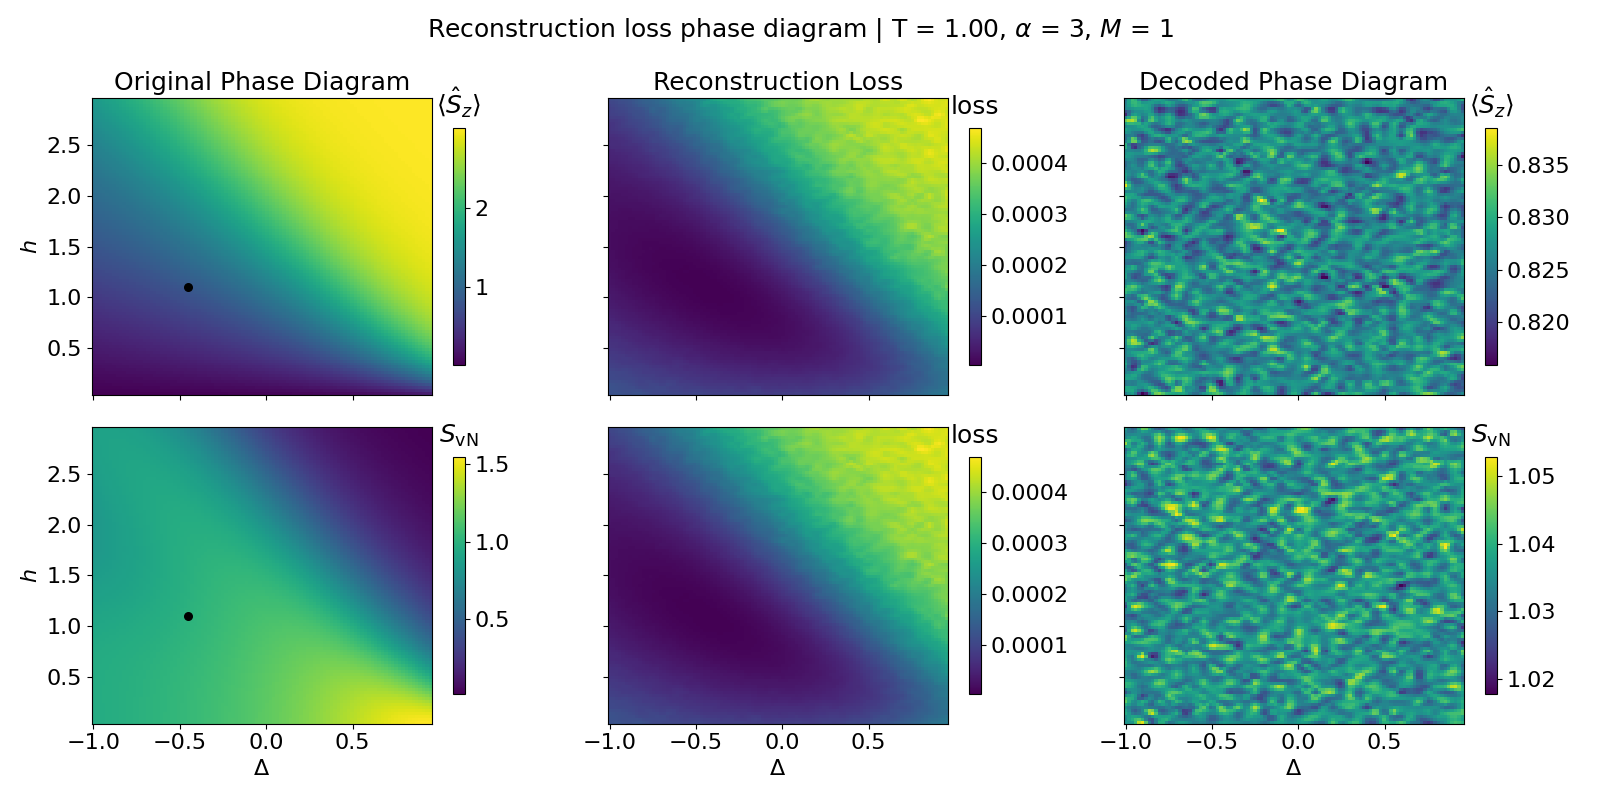 Reconstruction loss phase diagram | T = 1.00, α = 3, M = 1
Original Phase Diagram
⟨Ŝz⟩
Reconstruction Loss
loss
Decoded Phase Diagram
⟨Ŝz⟩
h
2.5
2.0
1.5
1.0
0.5
2
1
0.0004
0.0003
0.0002
0.0001
0.835
0.830
0.825
0.820
SvN
loss
SvN
h
2.5
2.0
1.5
1.0
0.5
1.5
1.0
0.5
0.0004
0.0003
0.0002
0.0001
1.05
1.04
1.03
1.02
−1.0 −0.5 0.0 0.5
−1.0 −0.5 0.0 0.5
−1.0 −0.5 0.0 0.5
Δ
Δ
Δ